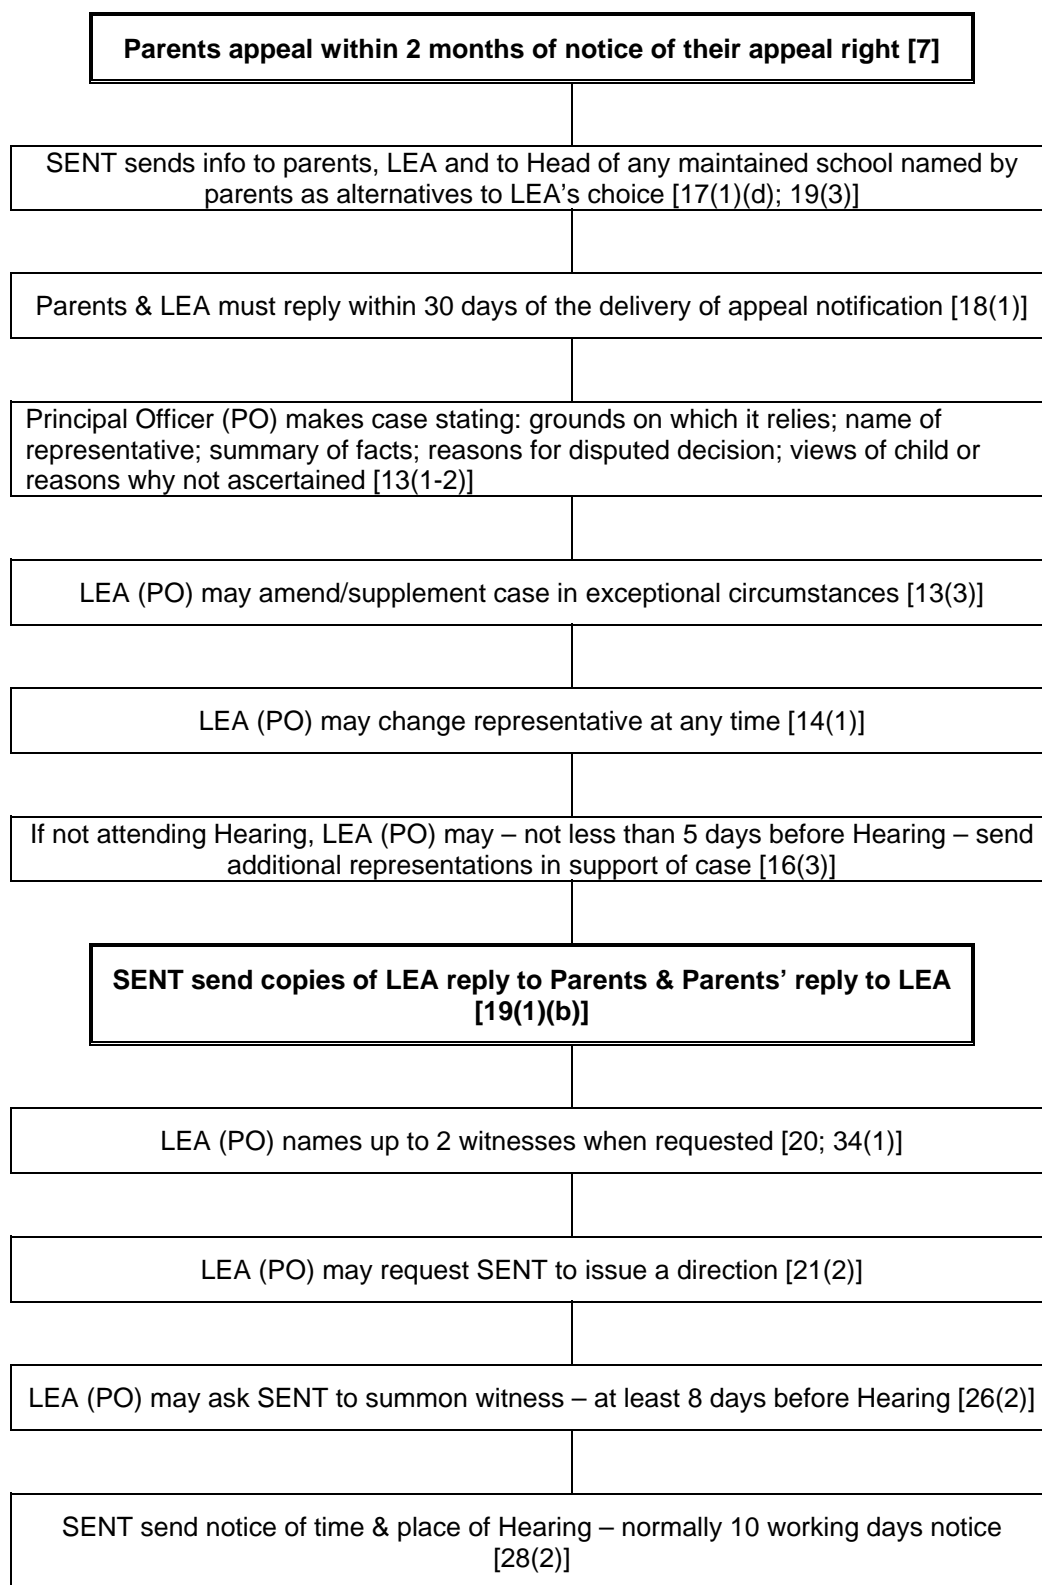 Parents appeal within 2 months of notice of their appeal right [7]
SENT sends info to parents, LEA and to Head of any maintained school named by
parents as alternatives to LEA’s choice [17(1)(d); 19(3)]
Parents & LEA must reply within 30 days of the delivery of appeal notification [18(1)]
Principal Officer (PO) makes case stating: grounds on which it relies; name of
representative; summary of facts; reasons for disputed decision; views of child or
reasons why not ascertained [13(1-2)]
LEA (PO) may amend/supplement case in exceptional circumstances [13(3)]
LEA (PO) may change representative at any time [14(1)]
If not attending Hearing, LEA (PO) may – not less than 5 days before Hearing – send
additional representations in support of case [16(3)]
SENT send copies of LEA reply to Parents & Parents’ reply to LEA
[19(1)(b)]
LEA (PO) names up to 2 witnesses when requested [20; 34(1)]
LEA (PO) may request SENT to issue a direction [21(2)]
LEA (PO) may ask SENT to summon witness – at least 8 days before Hearing [26(2)]
SENT send notice of time & place of Hearing – normally 10 working days notice
[28(2)]